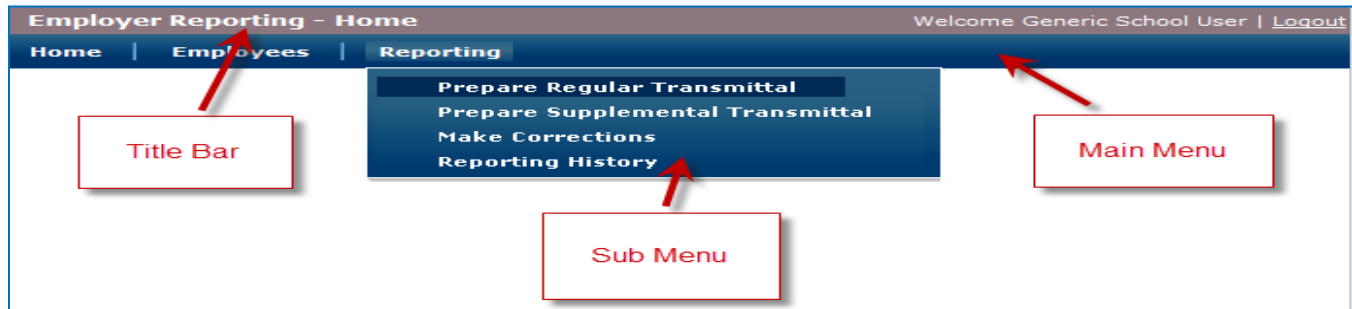 Employer Reporting - Home Welcome Generic School User | Logout
Home | Employees | Reporting
Prepare Regular Transmittal
Prepare Supplemental Transmittal
Make Corrections
Reporting History
Title Bar
Main Menu
Sub Menu